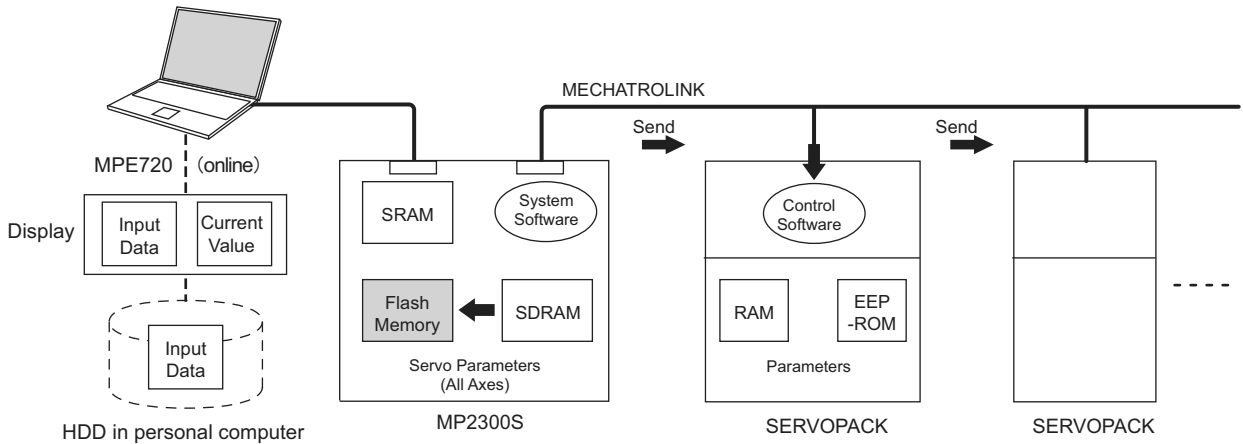 MECHATROLINK
Send
Send
MPE720 (online)
Display
Input
Data
Current
Value
Input
Data
HDD in personal computer
SRAM
System
Software
Flash
Memory
SDRAM
Servo Parameters
(All Axes)
MP2300S
Control
Software
RAM
EEP
-ROM
Parameters
SERVOPACK
SERVOPACK